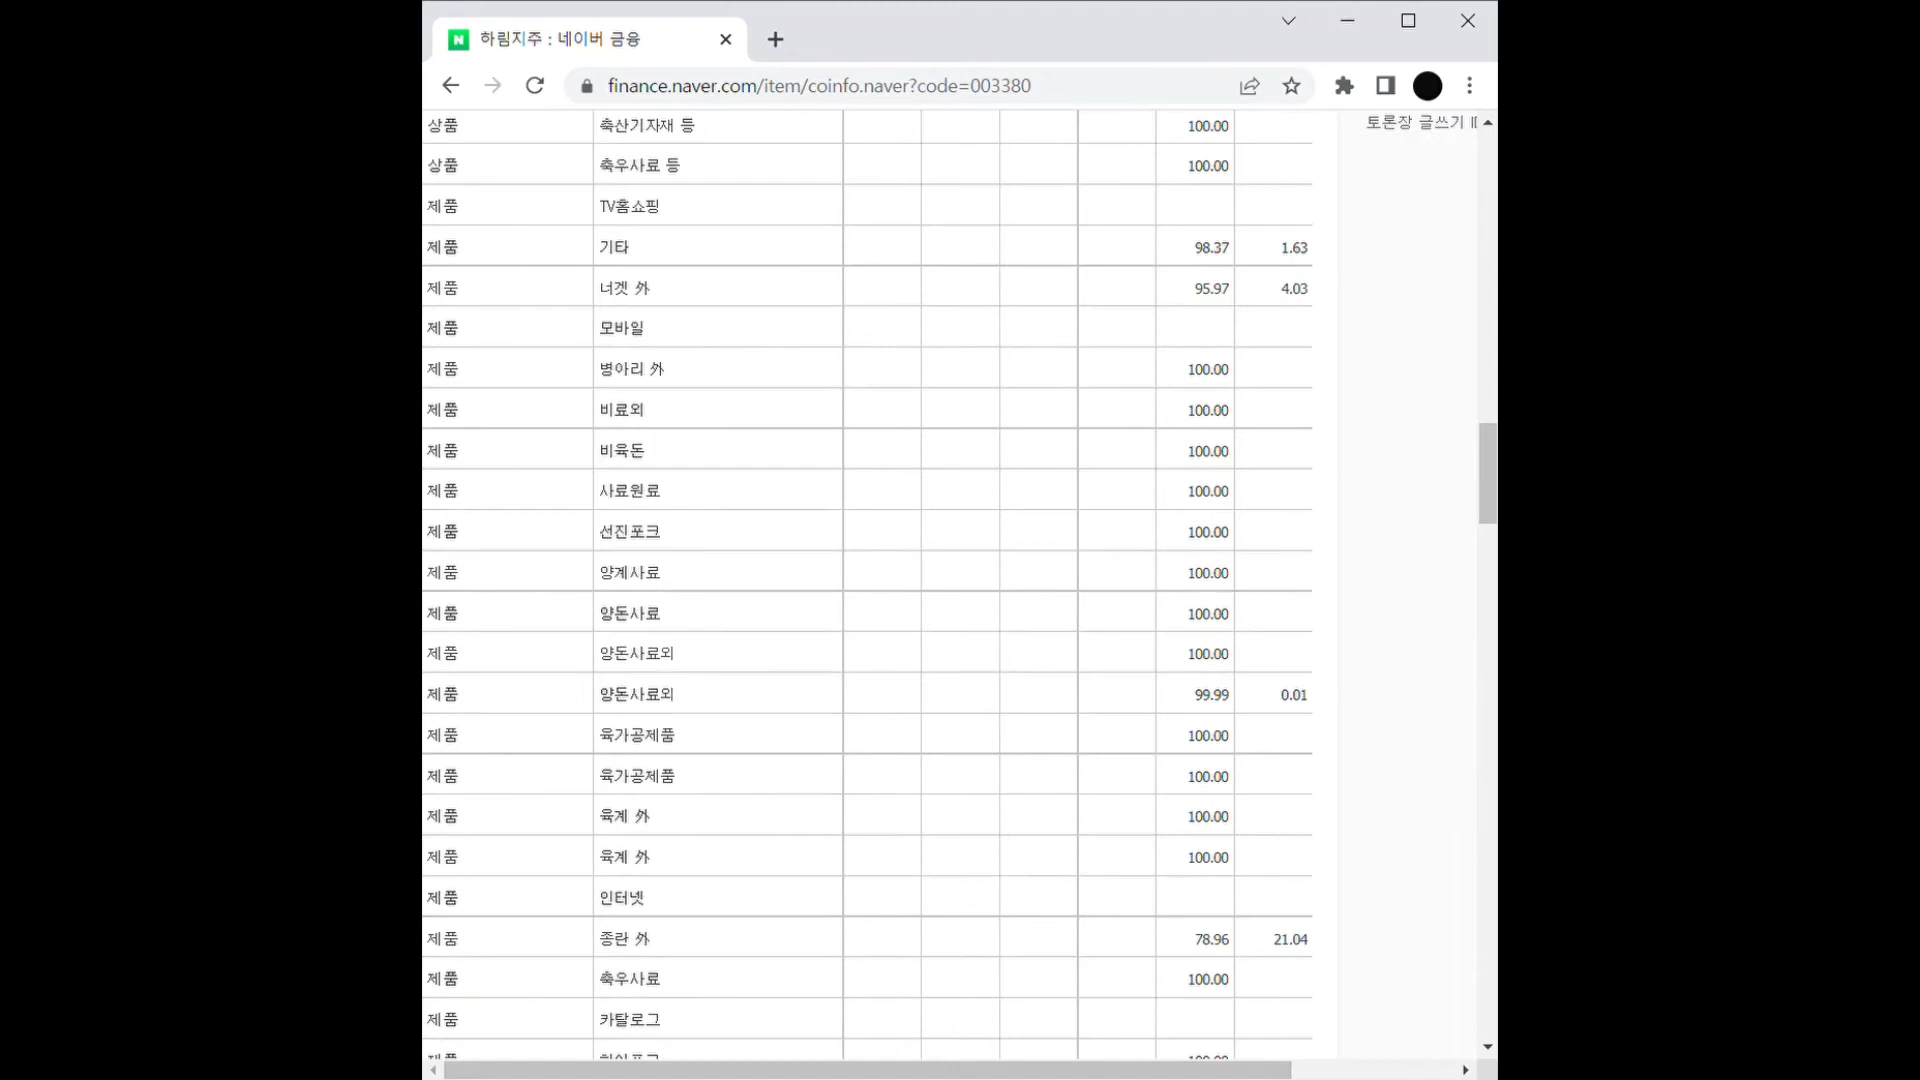 하림지주 : 네이버 금융
finance.naver.com/item/coinfo.naver?code=003380
토론장 글쓰기
상품 축산기자재 등 100.00
상품 축우사료 등 100.00
제품 TV홈쇼핑
제품 기타 98.37 1.63
제품 너겟 外 95.97 4.03
제품 모바일
제품 병아리 外 100.00
제품 비료외 100.00
제품 비육돈 100.00
제품 사료원료 100.00
제품 선진포크 100.00
제품 양계사료 100.00
제품 양돈사료 100.00
제품 양돈사료외 100.00
제품 양돈사료외 99.99 0.01
제품 육가공제품 100.00
제품 육가공제품 100.00
제품 육계 外 100.00
제품 육계 外 100.00
제품 인터넷
제품 종란 外 78.96 21.04
제품 축우사료 100.00
제품 카탈로그